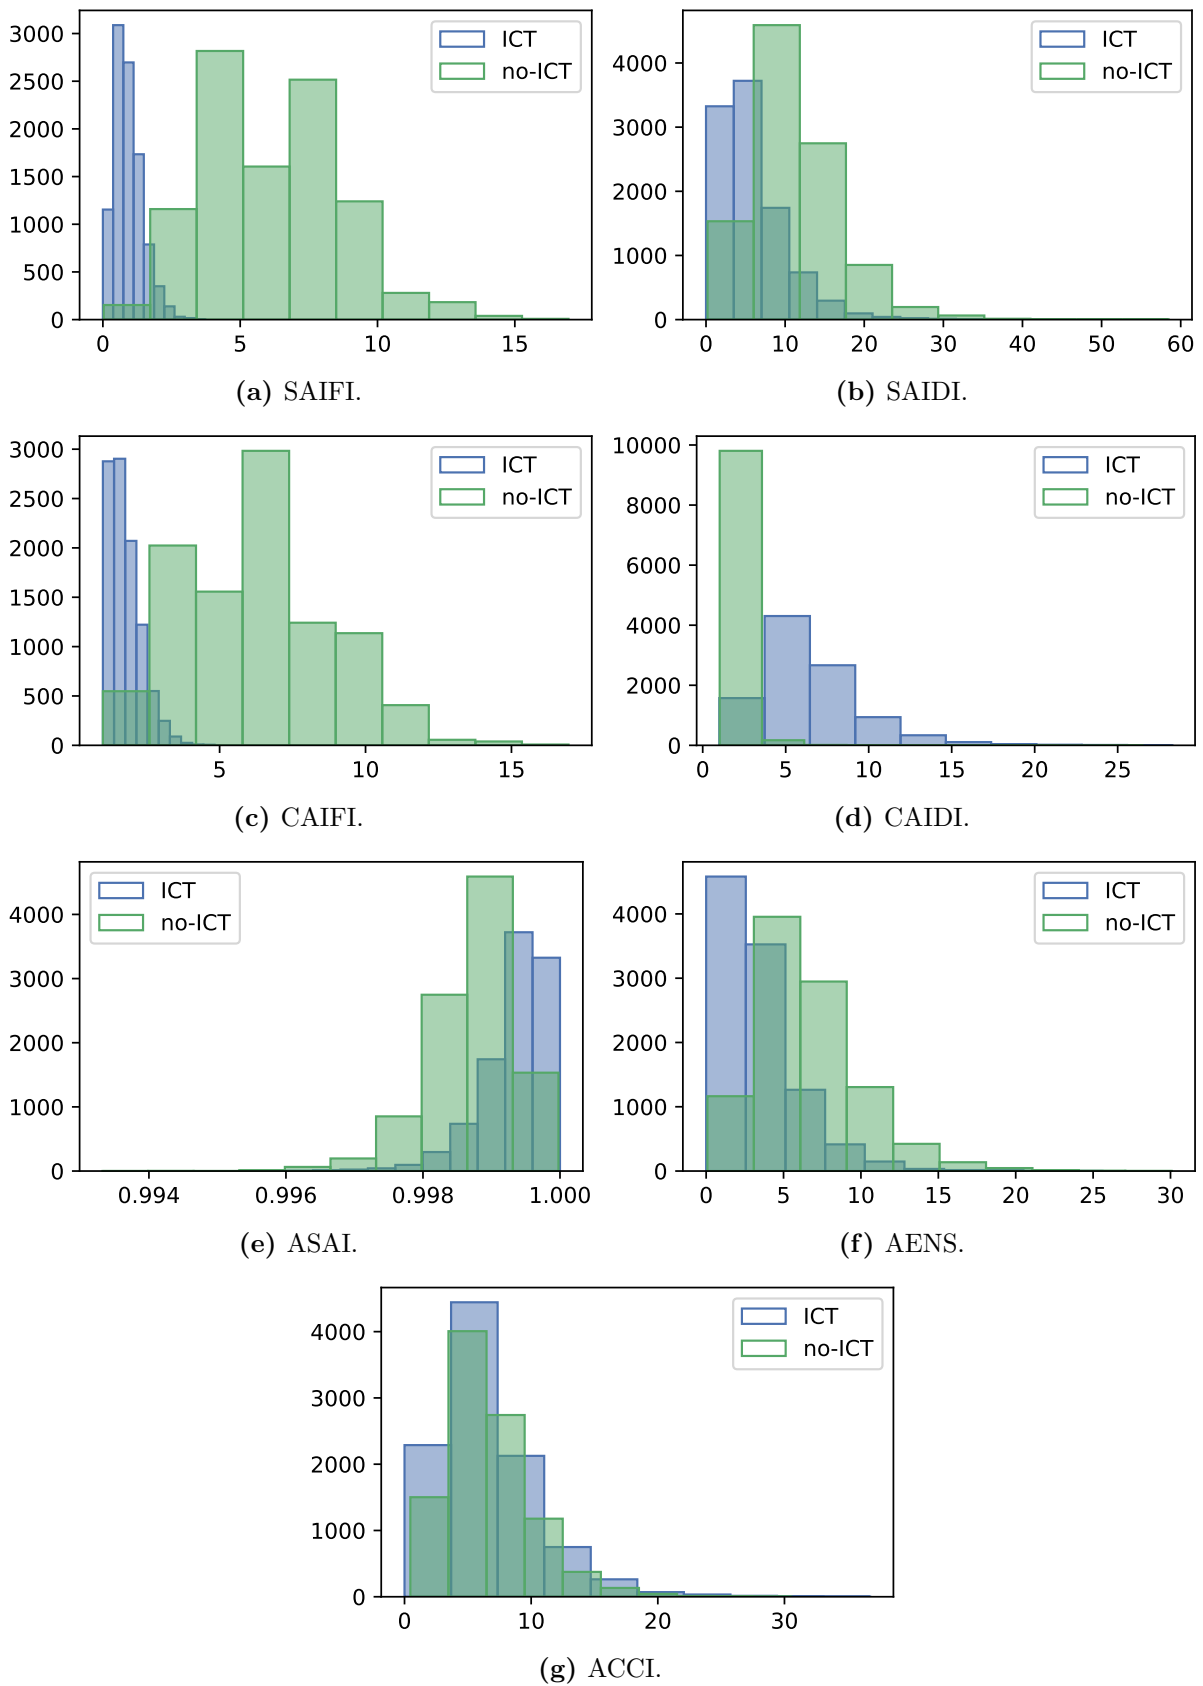 3000
2500
2000
1500
1000
500
0
0 5 10 15
ICT
no-ICT
(a) SAIFI.
4000
3000
2000
1000
0
0 10 20 30 40 50 60
ICT
no-ICT
(b) SAIDI.
3000
2500
2000
1500
1000
500
0
5 10 15
ICT
no-ICT
(c) CAIFI.
10000
8000
6000
4000
2000
0
0 5 10 15 20 25
ICT
no-ICT
(d) CAIDI.
4000
3000
2000
1000
0
0.994 0.996 0.998 1.000
ICT
no-ICT
(e) ASAI.
4000
3000
2000
1000
0
0 5 10 15 20 25 30
ICT
no-ICT
(f) AENS.
4000
3000
2000
1000
0
0 10 20 30
ICT
no-ICT
(g) ACCI.